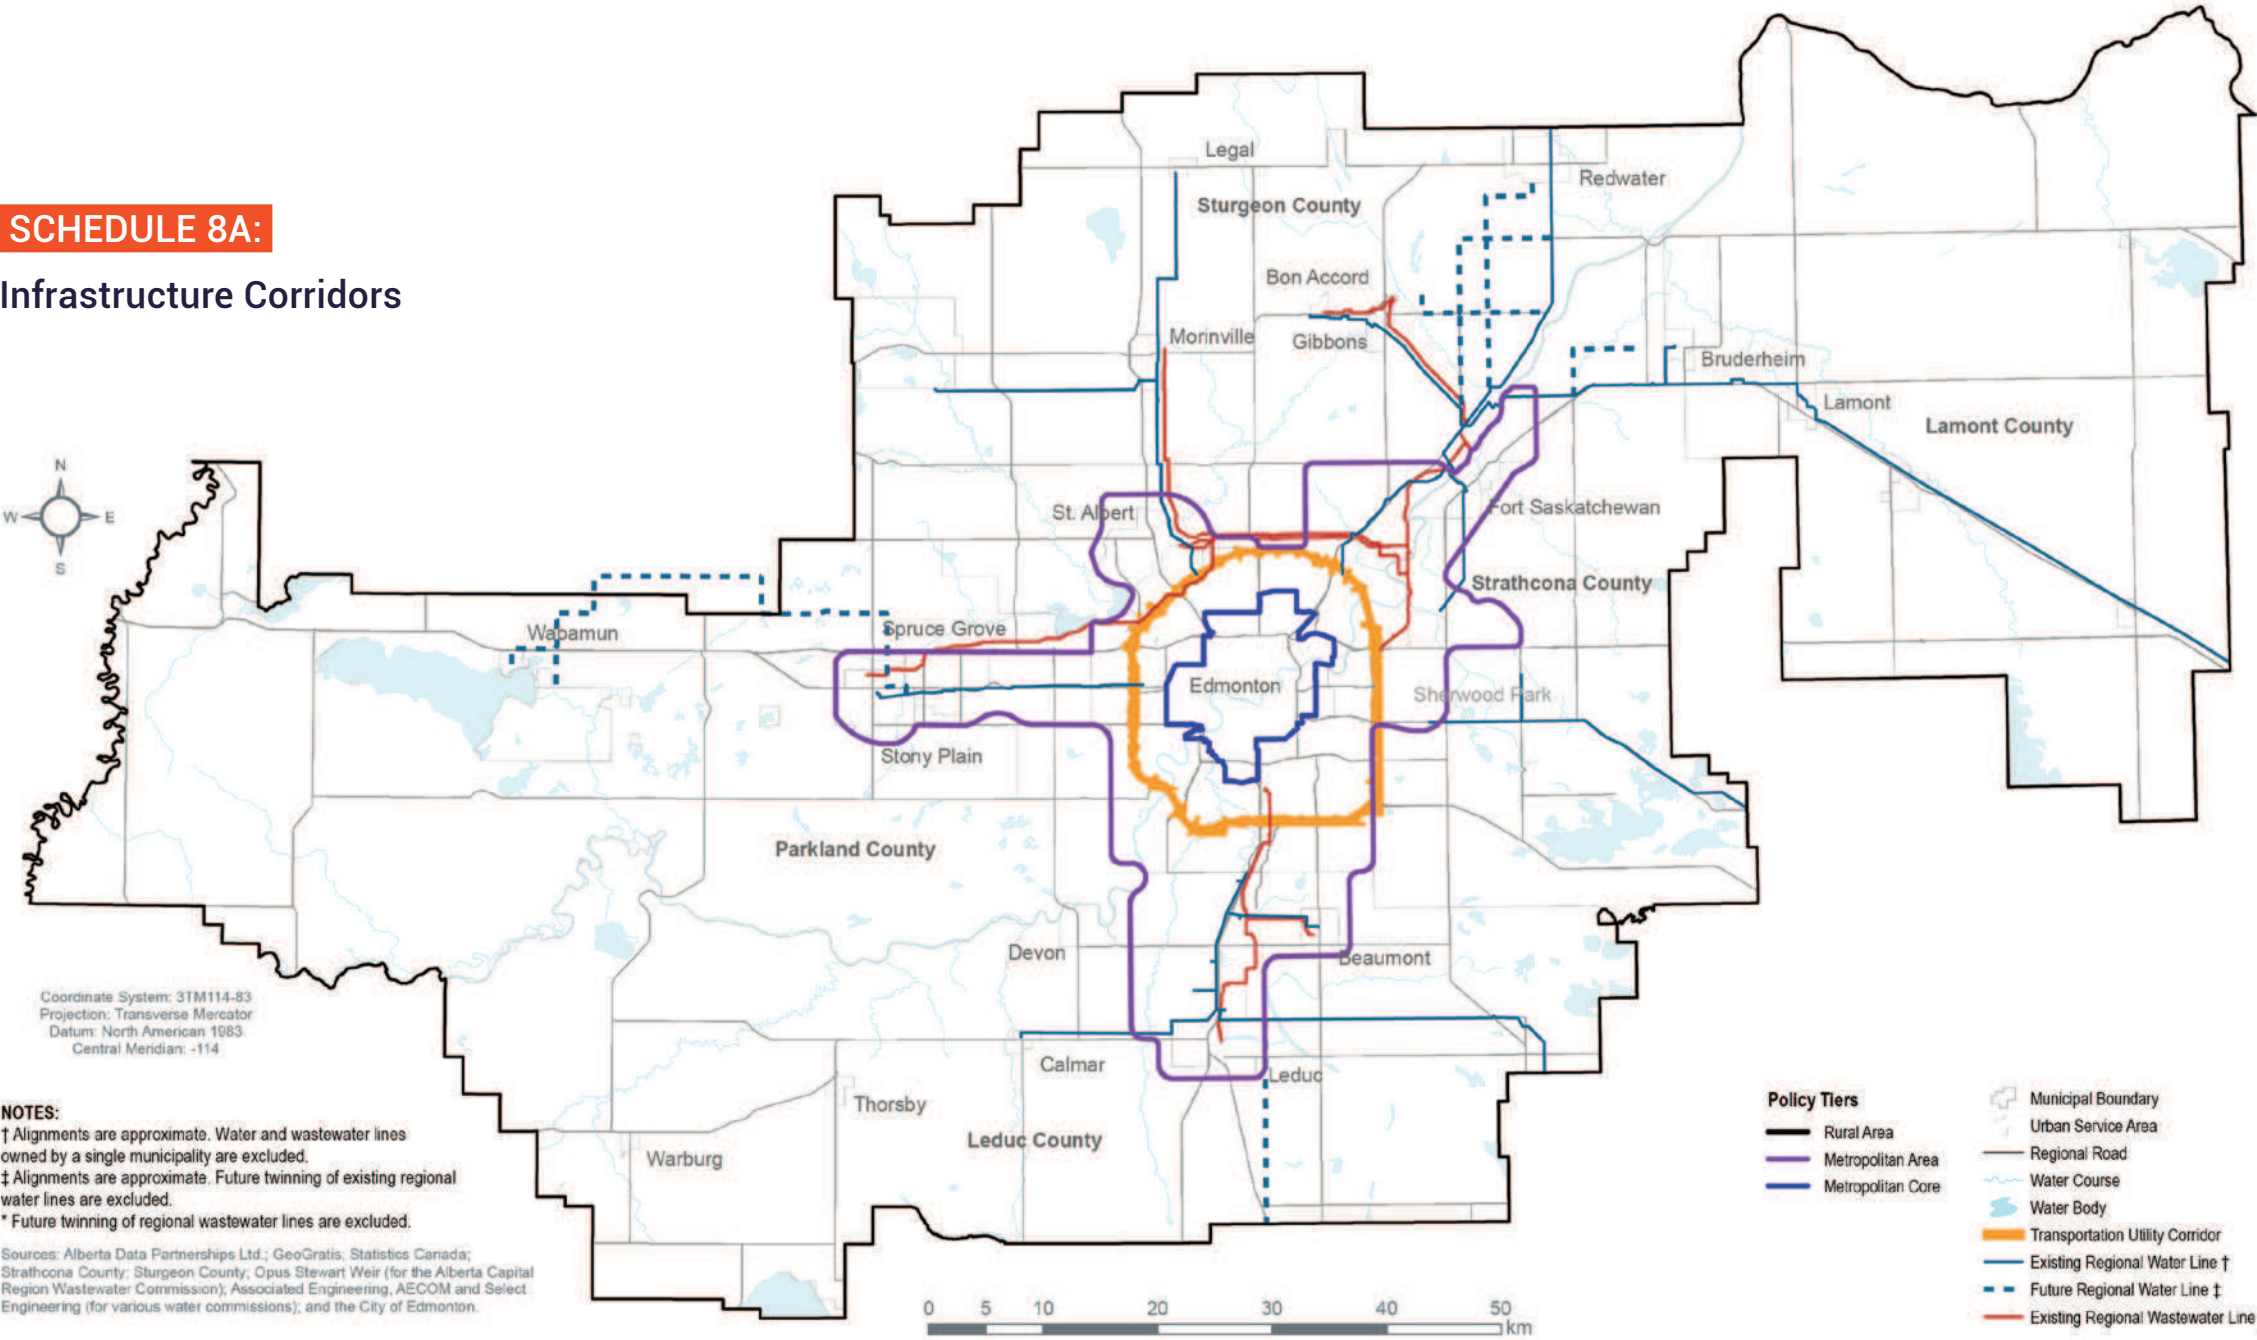 SCHEDULE 8A:
Infrastructure Corridors
Legal
Redwater
Sturgeon County
Bon Accord
Morinville
Gibbons
Bruderheim
Lamont
Lamont County
N
W
E
S
St. Albert
Fort Saskatchewan
Strathcona County
Wabamun
Spruce Grove
Edmonton
Sherwood Park
Stony Plain
Parkland County
Devon
Beaumont
Coordinate System: 3TM114-83
Projection: Transverse Mercator
Datum: North American 1983
Central Meridian: -114
Calmar
Leduc
Thorsby
Leduc County
Warburg
NOTES:
† Alignments are approximate. Water and wastewater lines
owned by a single municipality are excluded.
‡ Alignments are approximate. Future twinning of existing regional
water lines are excluded.
* Future twinning of regional wastewater lines are excluded.
Sources: Alberta Data Partnerships Ltd.; GeoGratis; Statistics Canada;
Strathcona County; Sturgeon County; Opus Stewart Weir (for the Alberta Capital
Region Wastewater Commission); Associated Engineering, AECOM and Select
Engineering (for various water commissions); and the City of Edmonton.
0 5 10 20 30 40 50
km
Policy Tiers
Rural Area
Metropolitan Area
Metropolitan Core
Municipal Boundary
Urban Service Area
Regional Road
Water Course
Water Body
Transportation Utility Corridor
Existing Regional Water Line †
Future Regional Water Line ‡
Existing Regional Wastewater Line